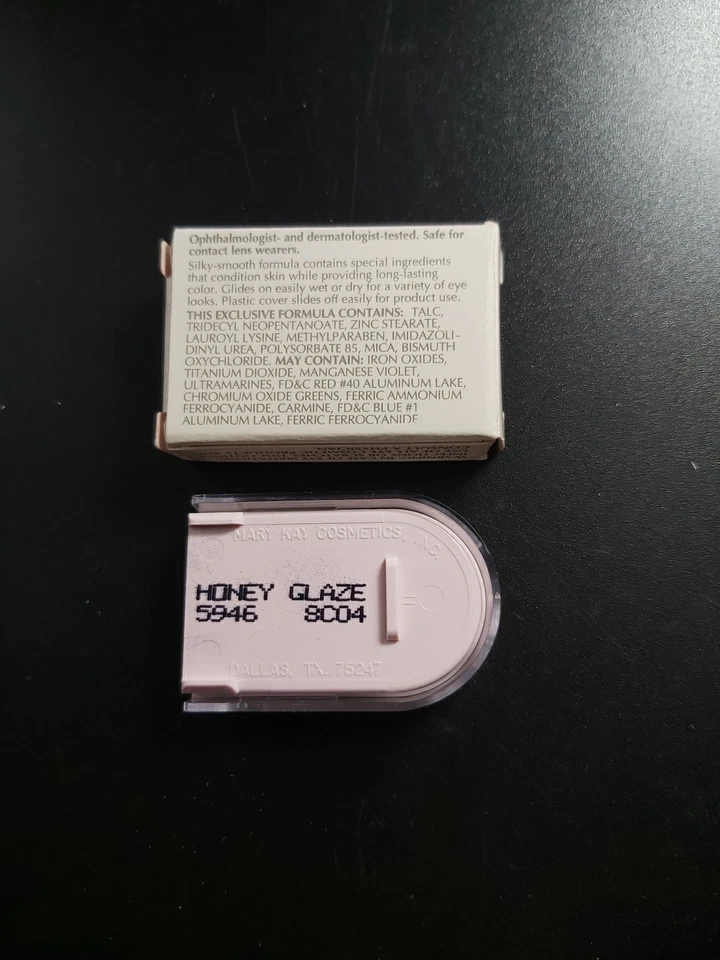 Ophthalmologist- and dermatologist-tested. Safe for
contact lens wearers.
Silky-smooth formula contains special ingredients
that condition skin while providing long-lasting
color. Glides on easily wet or dry for a variety of eye
looks. Plastic cover slides off easily for product use.
THIS EXCLUSIVE FORMULA CONTAINS: TALC,
TRIDECYL NEOPENTANOATE, ZINC STEARATE,
LAUROYL LYSINE, METHYLPARABEN, IMIDAZOLI-
DINYL UREA, POLYSORBATE 85, MICA, BISMUTH
OXYCHLORIDE. MAY CONTAIN: IRON OXIDES,
TITANIUM DIOXIDE, MANGANESE VIOLET,
ULTRAMARINES, FD&C RED #40 ALUMINUM LAKE,
CHROMIUM OXIDE GREENS, FERRIC AMMONIUM
FERROCYANIDE, CARMINE, FD&C BLUE #1
ALUMINUM LAKE, FERRIC FERROCYANIDE
CONSULT A PHYSICIAN.
MARY KAY COSMETICS, INC.
HONEY GLAZE
5946 8C04
DALLAS, TX. 75247